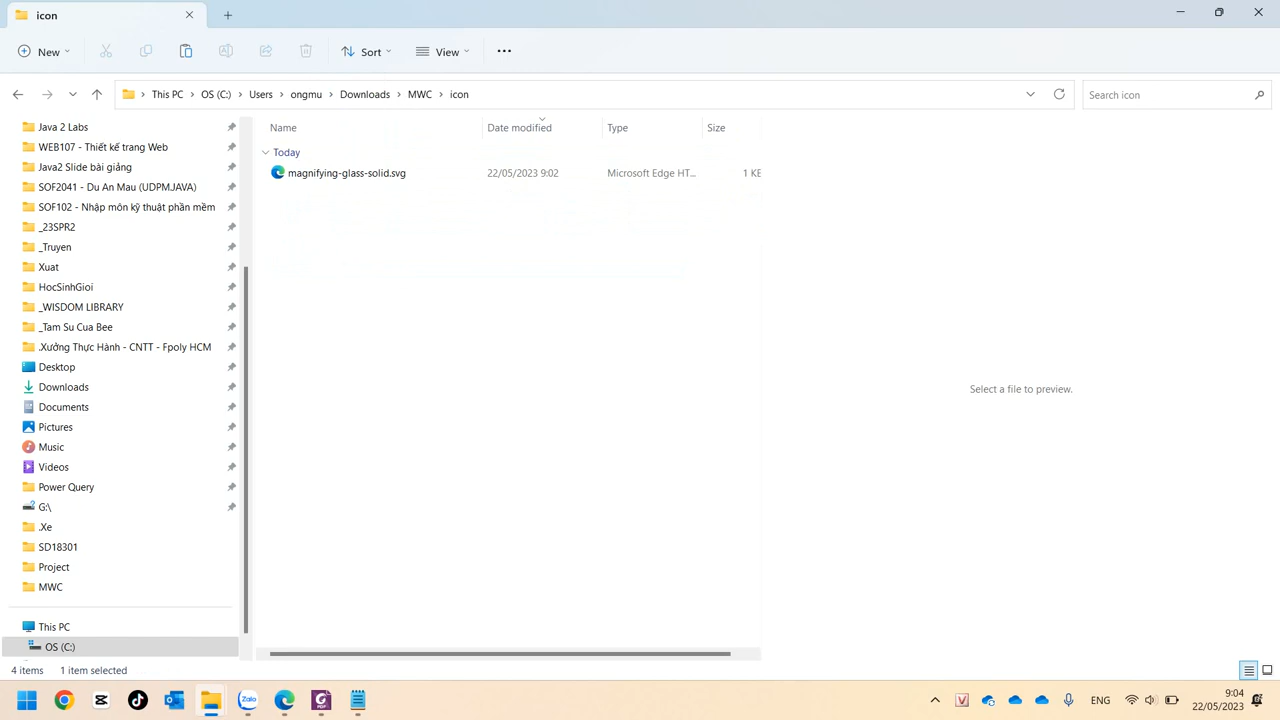 icon
New
Sort
View
This PC
OS (C:)
Users
ongmu
Downloads
MWC
icon
Search icon
Java 2 Labs
WEB107 - Thiết kế trang Web
Java2 Slide bài giảng
SOF2041 - Du An Mau (UDPM.JAVA)
SOF102 - Nhập môn kỹ thuật phần mềm
_23SPR2
_Truyen
Xuat
HocSinhGioi
_WISDOM LIBRARY
_Tam Su Cua Bee
.Xưởng Thực Hành - CNTT - Fpoly HCM
Desktop
Downloads
Documents
Pictures
Music
Videos
Power Query
G:\
.Xe
SD18301
Project
MWC
This PC
OS (C:)
Name Date modified Type Size
Today
magnifying-glass-solid.svg 22/05/2023 9:02 Microsoft Edge HT... 1 KB
Select a file to preview.
4 items 1 item selected
Zalo
PDF
V
ENG
9:04
22/05/2023